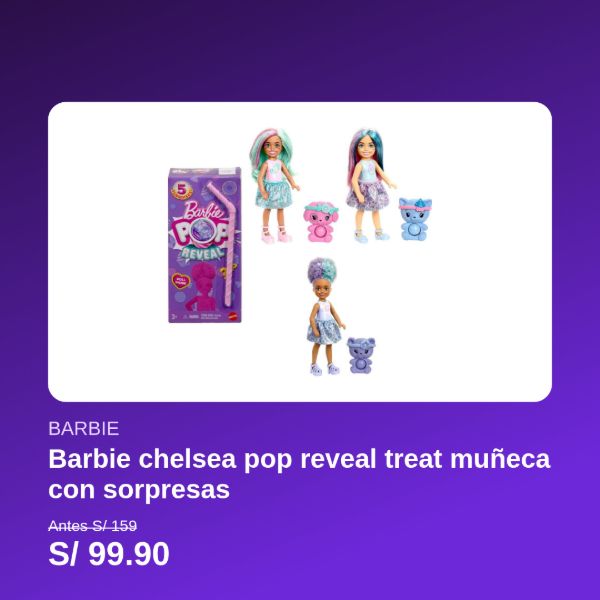 5
Barbie
POP
REVEAL
BARBIE
Barbie chelsea pop reveal treat muñeca
con sorpresas
Antes S/ 159
S/ 99.90